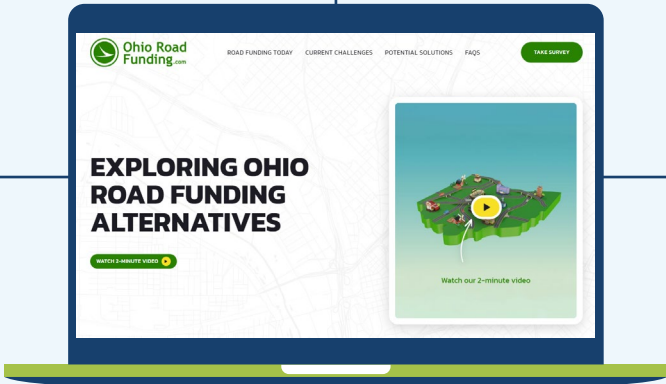 Ohio Road
Funding.com
ROAD FUNDING TODAY
CURRENT CHALLENGES
POTENTIAL SOLUTIONS
FAQS
TAKE SURVEY
EXPLORING OHIO
ROAD FUNDING
ALTERNATIVES
WATCH 2-MINUTE VIDEO
Watch our 2-minute video